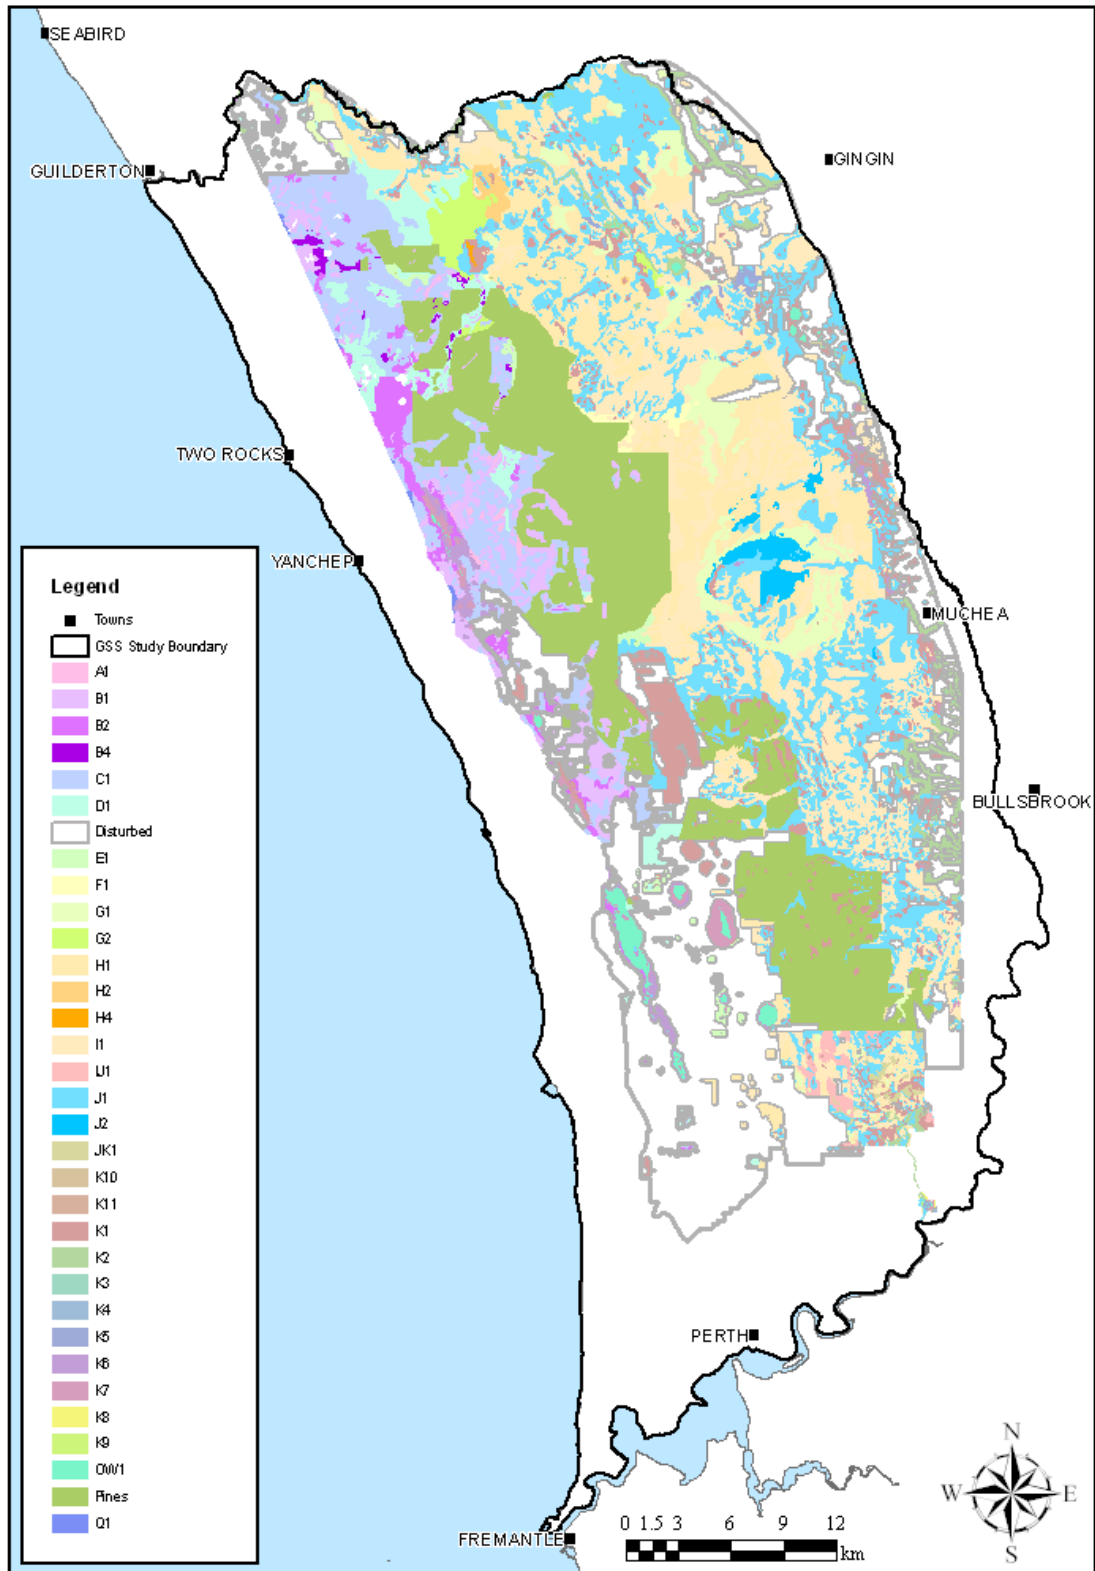 SEABIRD
GUILDERTON
GINGIN
TWO ROCKS
YANCHEP
MUCHEA
BULLSBROOK
PERTH
FREMANTLE
Legend
Towns
GSS Study Boundary
A1
B1
B2
B4
C1
D1
Disturbed
E1
F1
G1
G2
H1
H2
H4
I1
IJ1
J1
J2
JK1
K10
K11
K1
K2
K3
K4
K5
K6
K7
K8
K9
OW1
Pines
Q1
N
W E
S
0 1.5 3 6 9 12
km